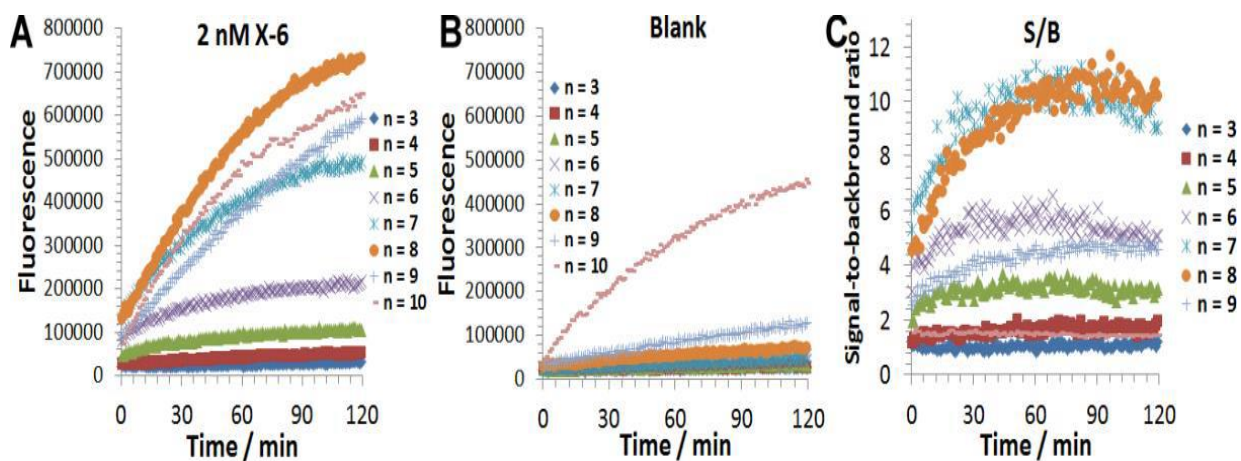 A
2 nM X-6
800000
700000
600000
500000
400000
300000
200000
100000
0
Fluorescence
0 30 60 90 120
Time / min
n = 3
n = 4
n = 5
n = 6
n = 7
n = 8
n = 9
n = 10
B
Blank
800000
700000
600000
500000
400000
300000
200000
100000
0
Fluorescence
0 30 60 90 120
Time / min
n = 3
n = 4
n = 5
n = 6
n = 7
n = 8
n = 9
n = 10
C
S/B
12
10
8
6
4
2
0
Signal-to-backbround ratio
0 30 60 90 120
Time / min
n = 3
n = 4
n = 5
n = 6
n = 7
n = 8
n = 9